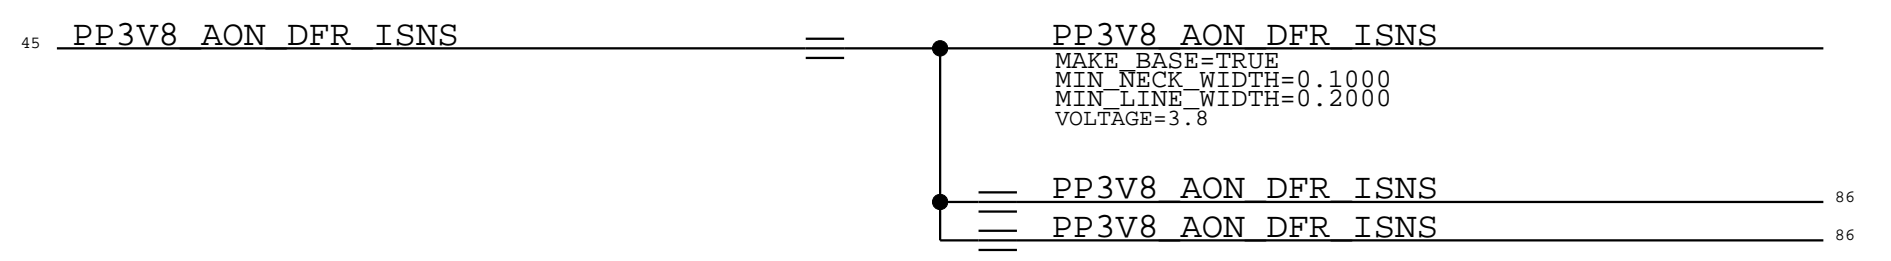 45 PP3V8_AON_DFR_ISNS PP3V8_AON_DFR_ISNS
MAKE_BASE=TRUE
MIN_NECK_WIDTH=0.1000
MIN_LINE_WIDTH=0.2000
VOLTAGE=3.8
PP3V8_AON_DFR_ISNS 86
PP3V8_AON_DFR_ISNS 86